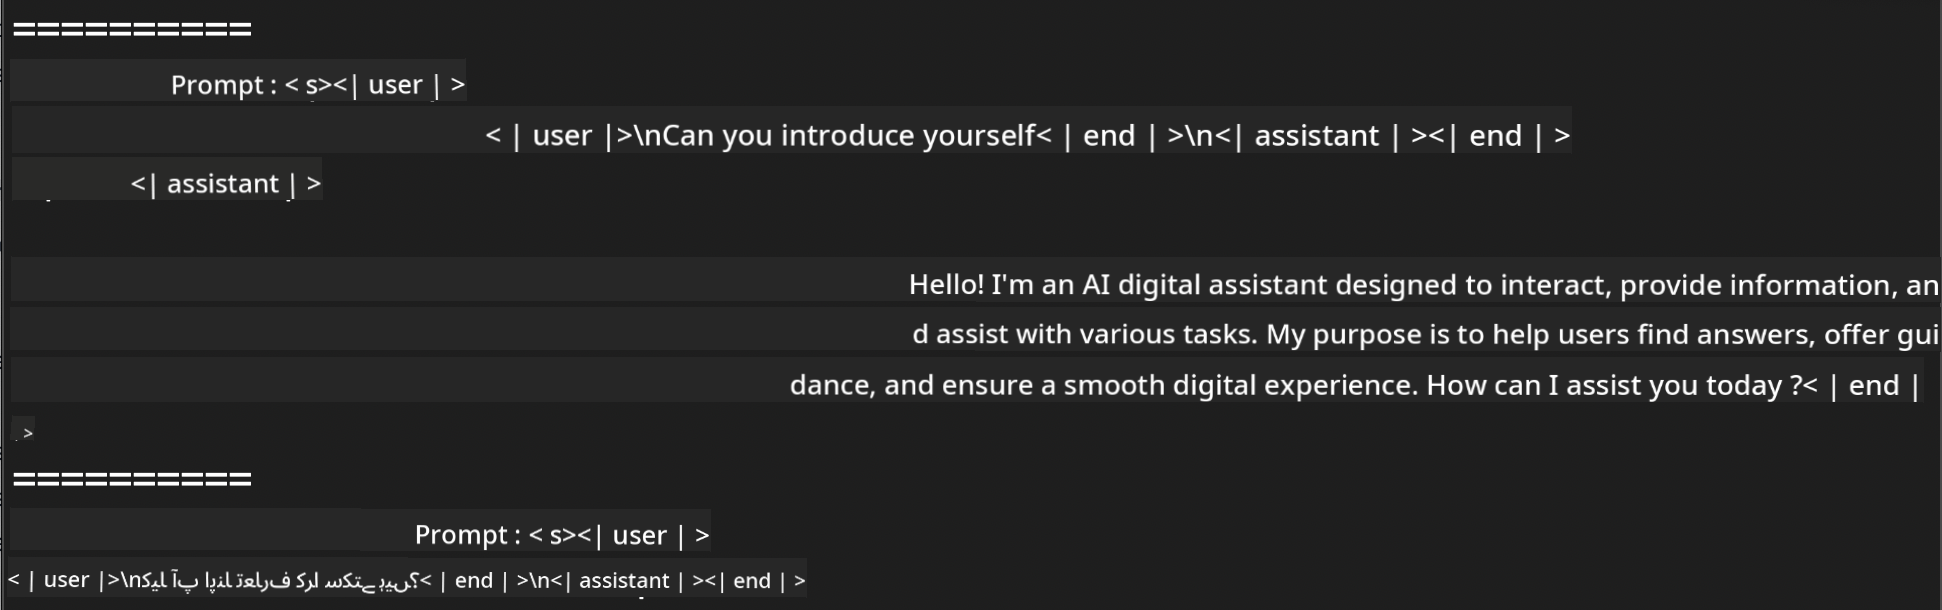 ==========
Prompt : < s><| user | >
< | user |>\nCan you introduce yourself< | end | >\n<| assistant | ><| end | >
<| assistant | >
Hello! I'm an AI digital assistant designed to interact, provide information, an
d assist with various tasks. My purpose is to help users find answers, offer gui
dance, and ensure a smooth digital experience. How can I assist you today ?< | end |
>
==========
Prompt : < s><| user | >
< | user |>\nکیا آپ اپنا تعارف کرا سکتے ہیں؟< | end | >\n<| assistant | ><| end | >